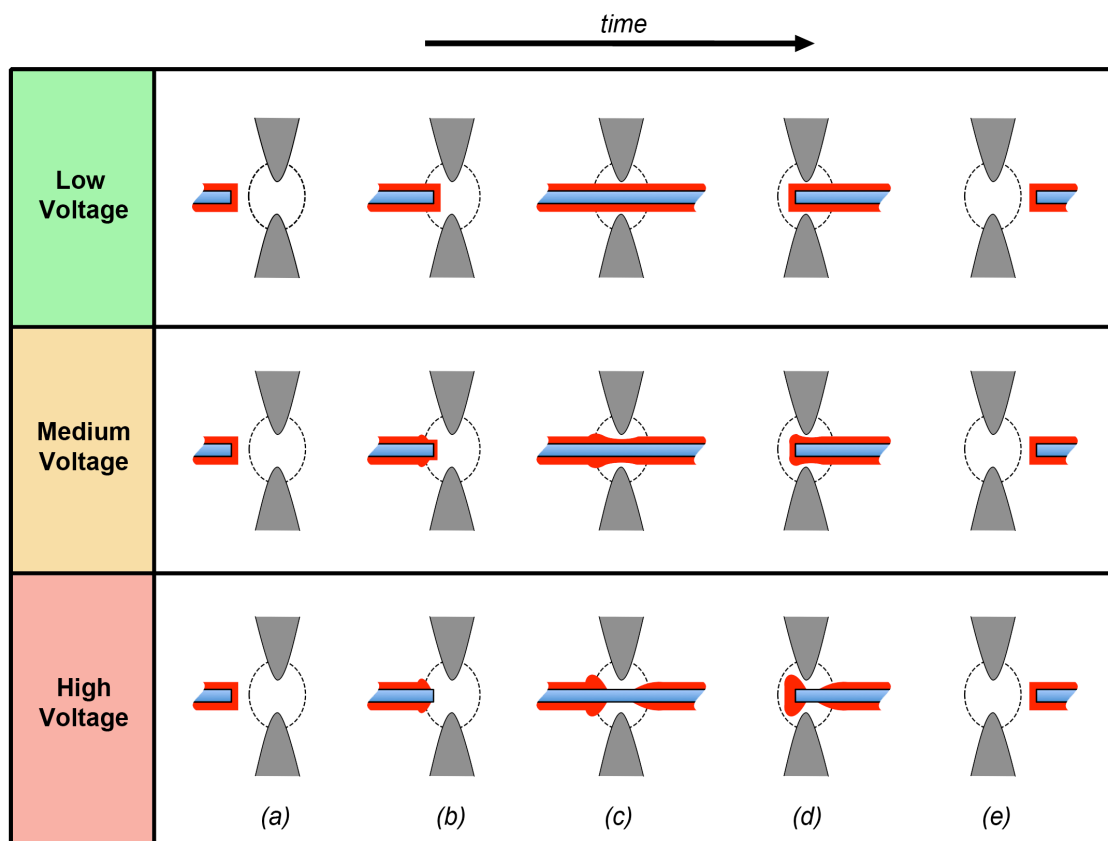 time
Low
Voltage
Medium
Voltage
High
Voltage
(a) (b) (c) (d) (e)